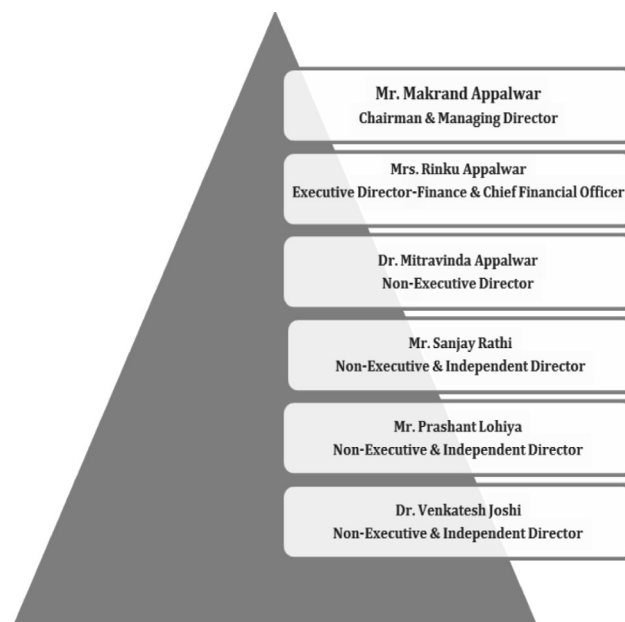 Mr. Makrand Appalwar
Chairman & Managing Director
Mrs. Rinku Appalwar
Executive Director-Finance & Chief Financial Officer
Dr. Mitravinda Appalwar
Non-Executive Director
Mr. Sanjay Rathi
Non-Executive & Independent Director
Mr. Prashant Lohiya
Non-Executive & Independent Director
Dr. Venkatesh Joshi
Non-Executive & Independent Director